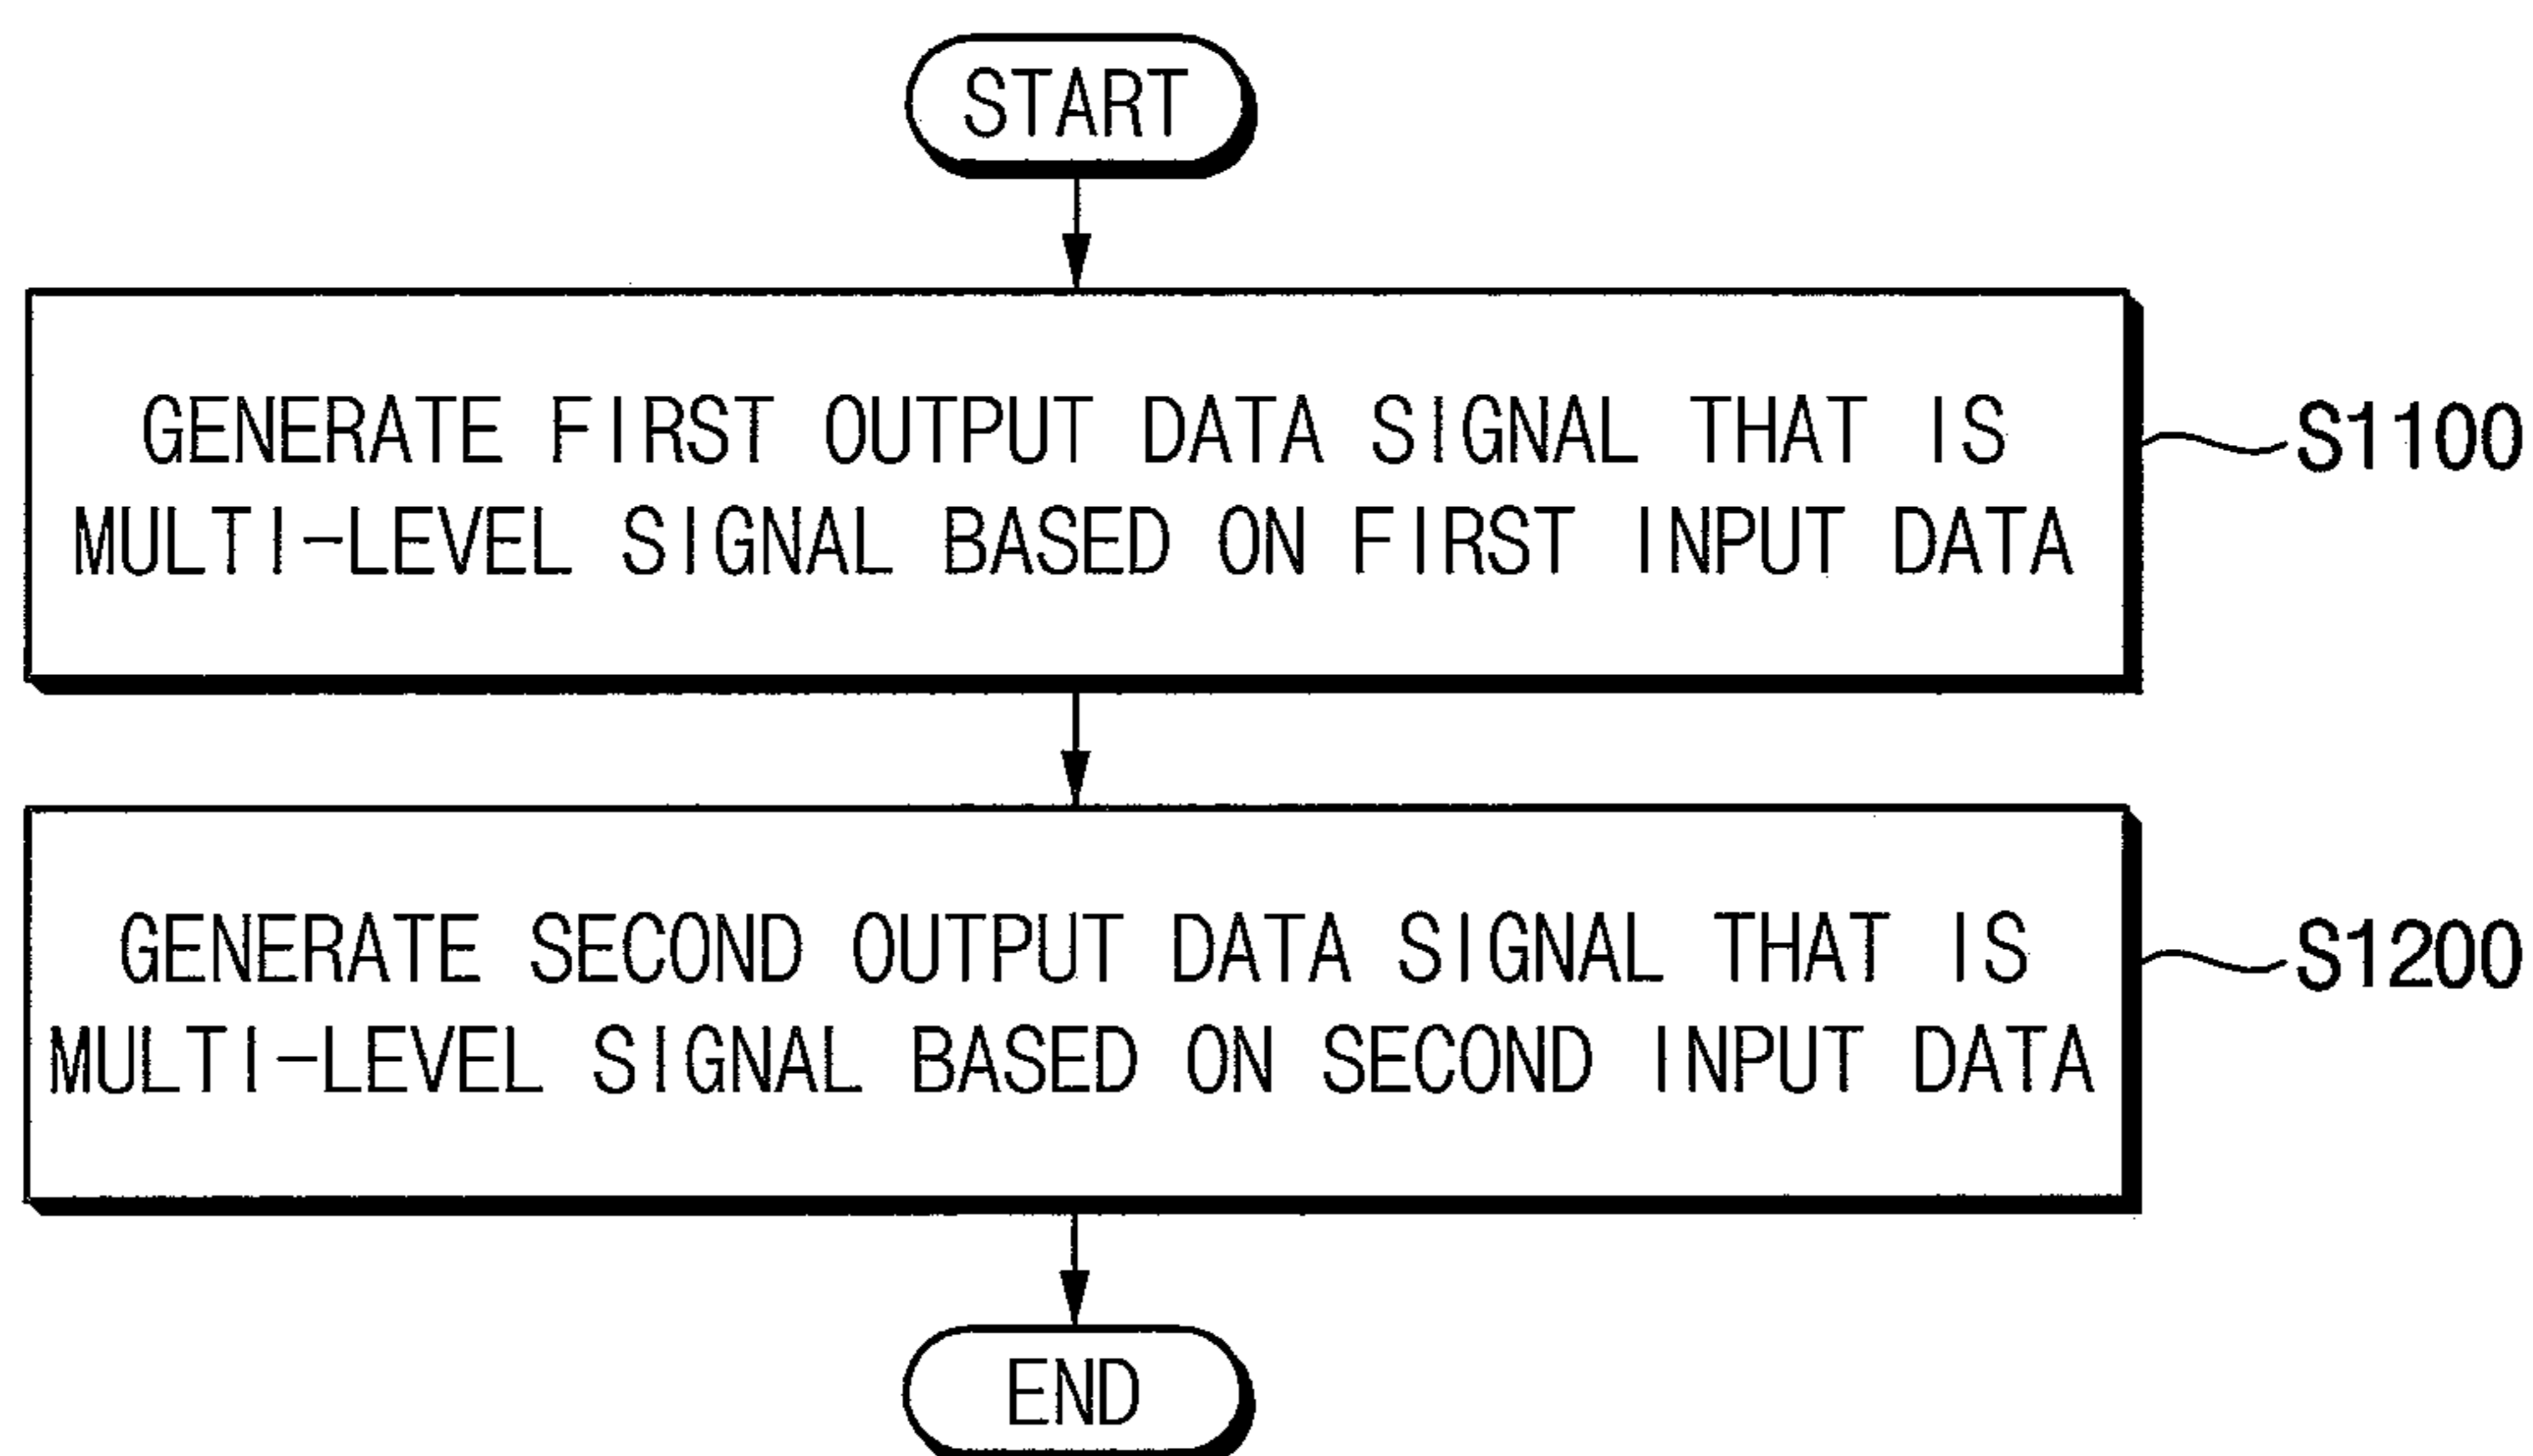 START
GENERATE FIRST OUTPUT DATA SIGNAL THAT IS
MULTI-LEVEL SIGNAL BASED ON FIRST INPUT DATA
S1100
GENERATE SECOND OUTPUT DATA SIGNAL THAT IS
MULTI-LEVEL SIGNAL BASED ON SECOND INPUT DATA
S1200
END